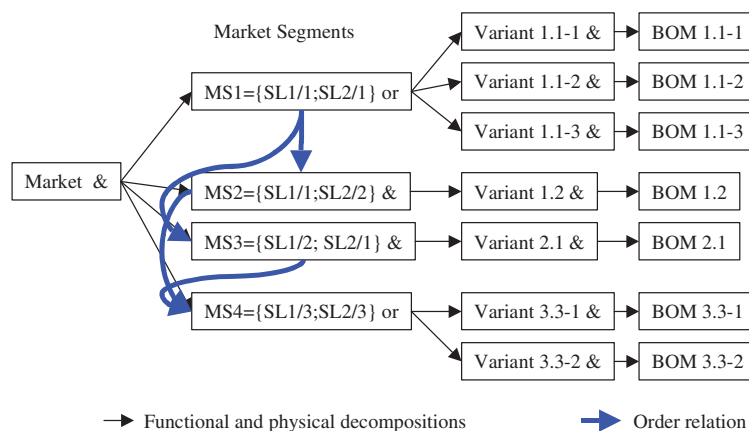 Market Segments
Variant 1.1-1 & BOM 1.1-1
MS1={SL1/1;SL2/1} or Variant 1.1-2 & BOM 1.1-2
Variant 1.1-3 & BOM 1.1-3
Market &
MS2={SL1/1;SL2/2} & Variant 1.2 & BOM 1.2
MS3={SL1/2; SL2/1} & Variant 2.1 & BOM 2.1
MS4={SL1/3;SL2/3} or Variant 3.3-1 & BOM 3.3-1
Variant 3.3-2 & BOM 3.3-2
Functional and physical decompositions Order relation